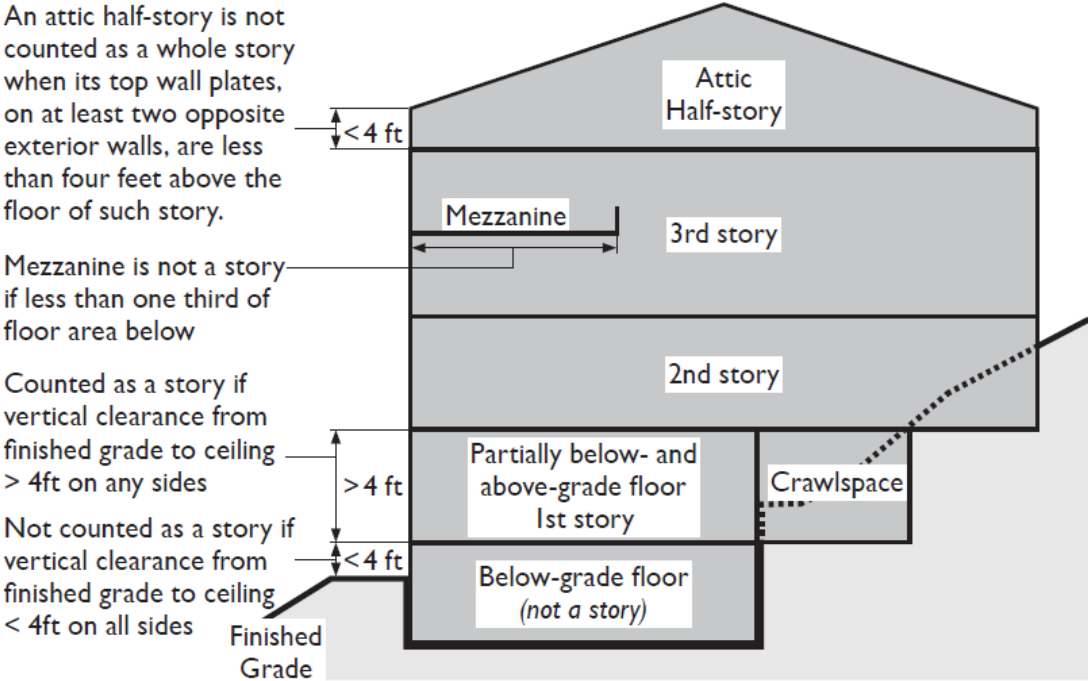 An attic half-story is not
counted as a whole story
when its top wall plates,
on at least two opposite
exterior walls, are less
than four feet above the
floor of such story.
< 4 ft
Attic
Half-story
Mezzanine
3rd story
Mezzanine is not a story
if less than one third of
floor area below
2nd story
Counted as a story if
vertical clearance from
finished grade to ceiling
> 4ft on any sides
> 4 ft
Partially below- and
above-grade floor
1st story
Crawlspace
Not counted as a story if
vertical clearance from
finished grade to ceiling
< 4ft on all sides
< 4 ft
Below-grade floor
(not a story)
Finished
Grade